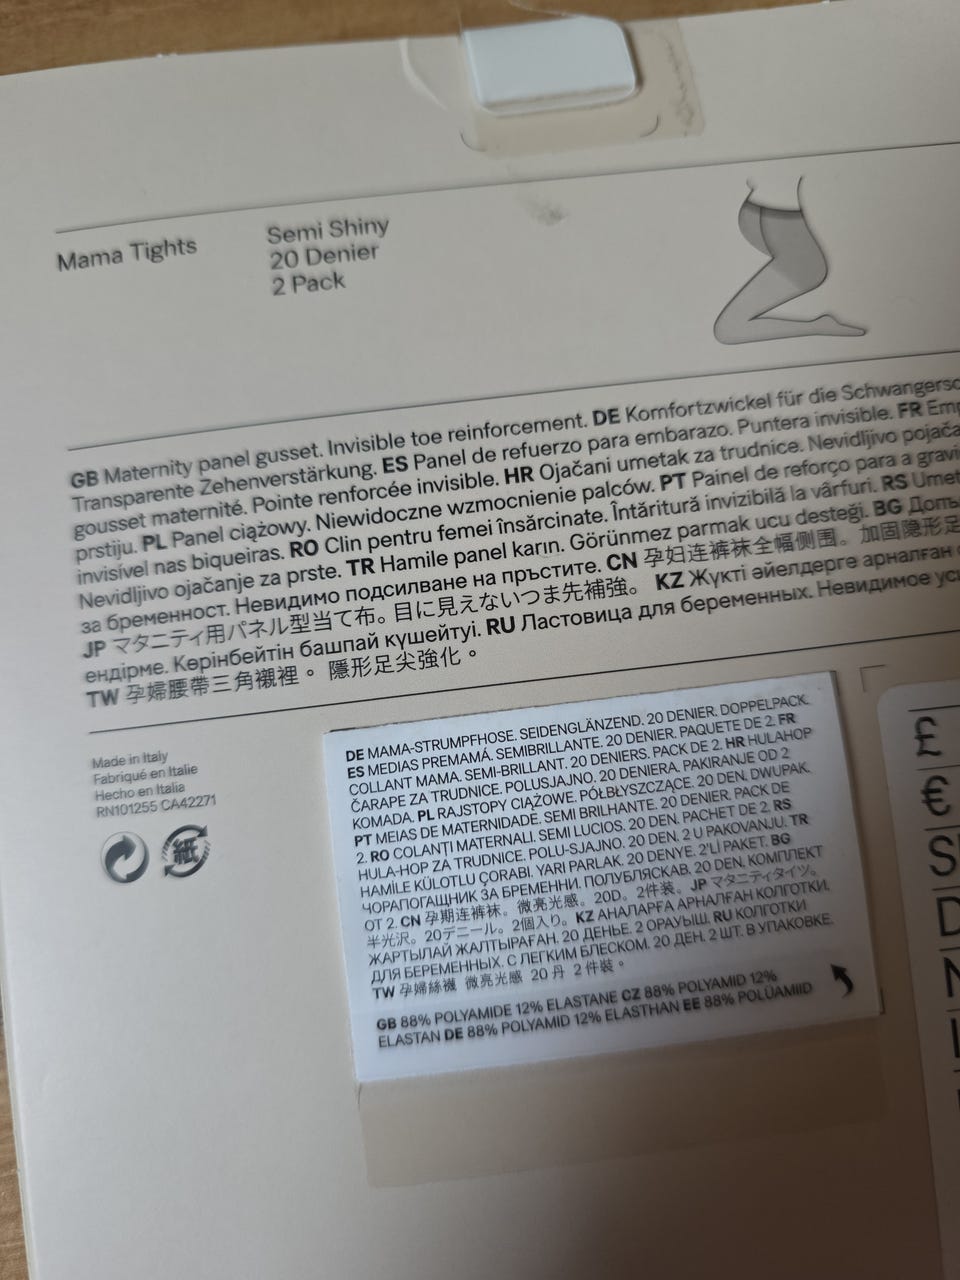 Mama Tights
Semi Shiny
20 Denier
2 Pack
GB Maternity panel gusset. Invisible toe reinforcement. DE Komfortzwickel für die
Transparente Zehenverstärkung. ES Panel de refuerzo para embarazo. Puntera invisible. FR
gousset maternité. Pointe renforcée invisible. HR Ojačani umetak za trudnice. Nevidljivo
prstiju. PL Panel ciążowy. Niewidoczne wzmocnienie palców. PT Painel de reforço para a
invisível nas biqueiras. RO Clin pentru femei însărcinate. Întăritură invizibilă la vârfuri. RS
Nevidljivo ojačanje za prste. TR Hamile panel karın. Görünmez parmak ucu desteği. BG
за бременност. Невидимо подсилване на пръстите. CN 孕妇连裤袜全幅侧围。加固隐形足
JP マタニティ用パネル型当て布。目に見えないつま先補強。 KZ Жүкті әйелдерге арналған
ендірме. Көрінбейтін башпай күшейтуі. RU Ластовица для беременных. Невидимое
TW 孕婦腰帶三角襯裡。 隱形足尖強化。
Made in Italy
Fabriqué en Italie
Hecho en Italia
RN101255 CA42271
紙
DE MAMA-STRUMPFHOSE. SEIDENGLÄNZEND. 20 DENIER. DOPPELPACK.
ES MEDIAS PREMAMÁ. SEMIBRILLANTE. 20 DENIER. PAQUETE DE 2. FR
COLLANT MAMA. SEMI-BRILLANT. 20 DENIERS. PACK DE 2. HR HULAHOP
ČARAPE ZA TRUDNICE. POLUSJAJNO. 20 DENIERA. PAKIRANJE OD 2
KOMADA. PL RAJSTOPY CIĄŻOWE. PÓŁBŁYSZCZĄCE. 20 DEN. DWUPAK.
PT MEIAS DE MATERNIDADE. SEMI BRILHANTE. 20 DENIER. PACK DE
2. RO COLANȚI MATERNALI. SEMI LUCIOS. 20 DEN. PACHET DE 2. RS
HULA-HOP ZA TRUDNICE. POLU-SJAJNO. 20 DEN. 2 U PAKOVANJU. TR
HAMİLE KÜLOTLU ÇORABI. YARI PARLAK. 20 DENYE. 2'Lİ PAKET. BG
ЧОРАПОГАЩНИК ЗА БРЕМЕННИ. ПОЛУБЛЯСКАВ. 20 DEN. КОМПЛЕКТ
ОТ 2. CN 孕期连裤袜。微亮光感。20D。2件装。JP マタニティタイツ。
半光沢。20デニール。2個入り。KZ АНАЛАРҒА АРНАЛҒАН КОЛГОТКИ.
ЖАРТЫЛАЙ ЖАЛТЫРАҒАН. 20 ДЕНЬЕ. 2 ОРАУЫШ. RU КОЛГОТКИ
ДЛЯ БЕРЕМЕННЫХ. С ЛЕГКИМ БЛЕСКОМ. 20 ДЕН. 2 ШТ. В УПАКОВКЕ.
TW 孕婦絲襪 微亮光感 20丹 2件裝。
GB 88% POLYAMIDE 12% ELASTANE CZ 88% POLYAMID 12%
ELASTAN DE 88% POLYAMID 12% ELASTHAN EE 88% POLÜAMIID
£
€